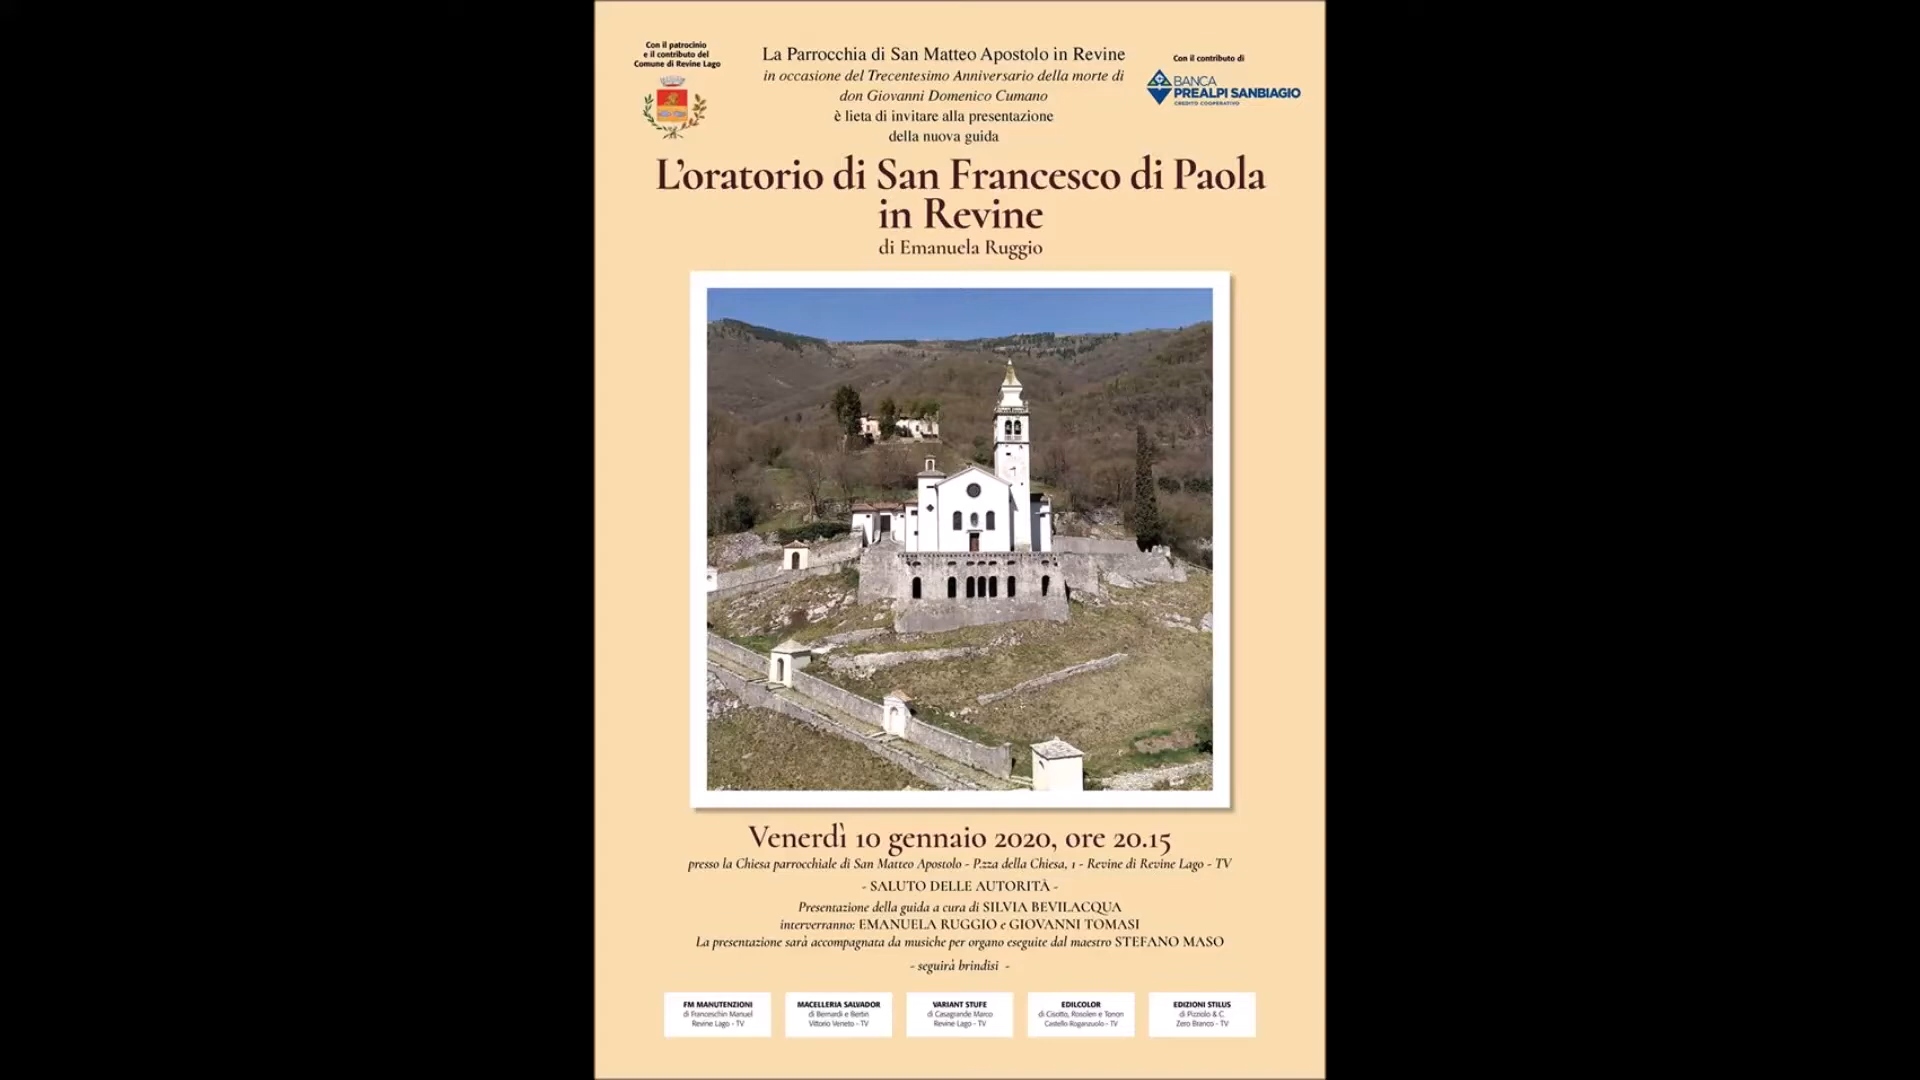 Con il patrocinio
e il contributo del
Comune di Revine Lago
La Parrocchia di San Matteo Apostolo in Revine
in occasione del Trecentesimo Anniversario della morte di
don Giovanni Domenico Cumano
è lieta di invitare alla presentazione
della nuova guida
Con il contributo di
BANCA
PREALPI SANBIAGIO
CREDITO COOPERATIVO
L'oratorio di San Francesco di Paola
in Revine
di Emanuela Ruggio
Venerdì 10 gennaio 2020, ore 20.15
presso la Chiesa parrocchiale di San Matteo Apostolo - P.zza della Chiesa, 1 - Revine di Revine Lago - TV
- SALUTO DELLE AUTORITÀ -
Presentazione della guida a cura di SILVIA BEVILACQUA
interverranno: EMANUELA RUGGIO e GIOVANNI TOMASI
La presentazione sarà accompagnata da musiche per organo eseguite dal maestro STEFANO MASO
- seguirà brindisi -
FM MANUTENZIONI
di Franceschin Manuel
Revine Lago - TV
MACELLERIA SALVADOR
di Bernardi e Bertin
Vittorio Veneto - TV
VARIANT STUFE
di Casagrande Marco
Revine Lago - TV
EDILCOLOR
di Cisotto, Rosolen e Tonon
Castello Roganzuolo - TV
EDIZIONI STILUS
di Pizziolo & C.
Zero Branco - TV